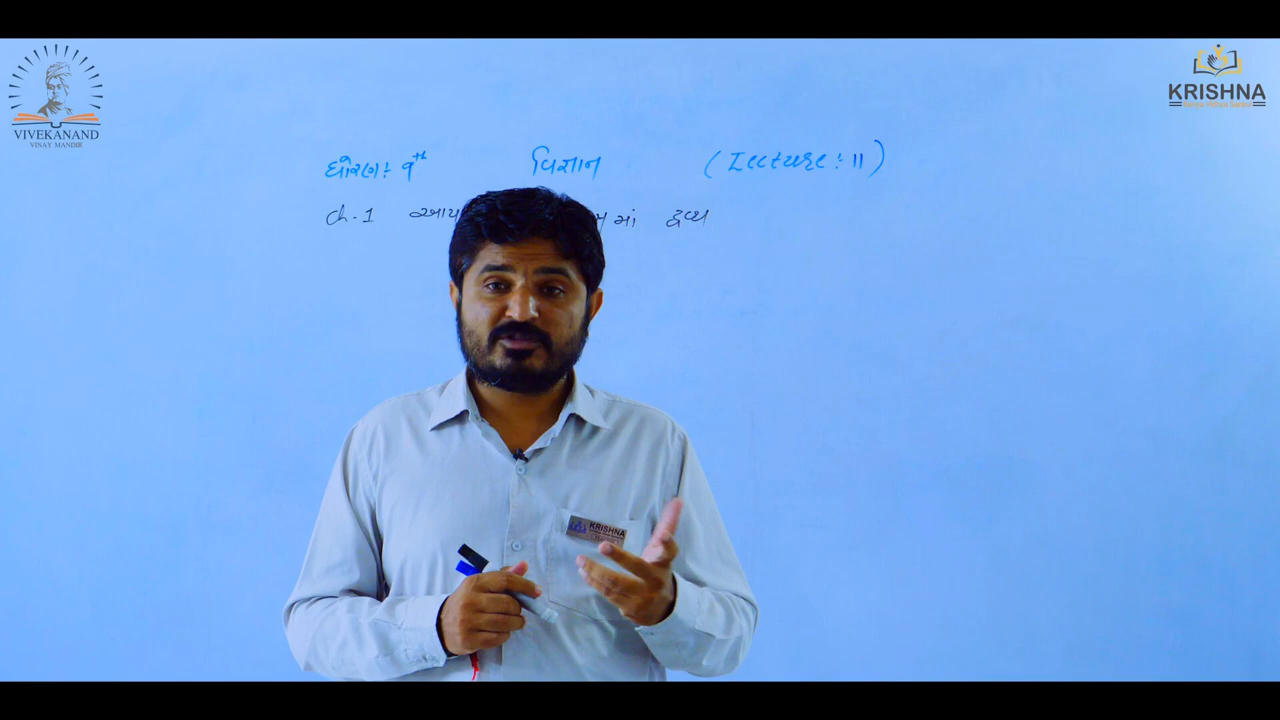 VIVEKANAND
VINAY MANDIR
KRISHNA
ધોરણ: 9th વિજ્ઞાન (Lecture: 11)
Ch.1 આપ માં દ્રવ્ય
KRISHNA